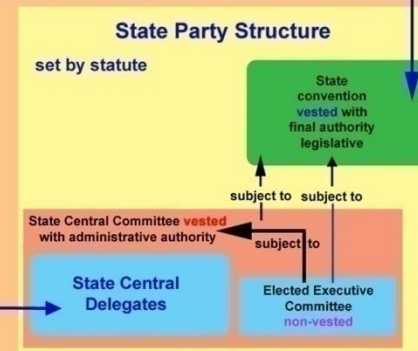 State Party Structure
set by statute
State
convention
vested with
final authority
legislative
subject to
subject to
State Central Committee vested
with administrative authority
subject to
State Central
Delegates
Elected Executive
Committee
non-vested